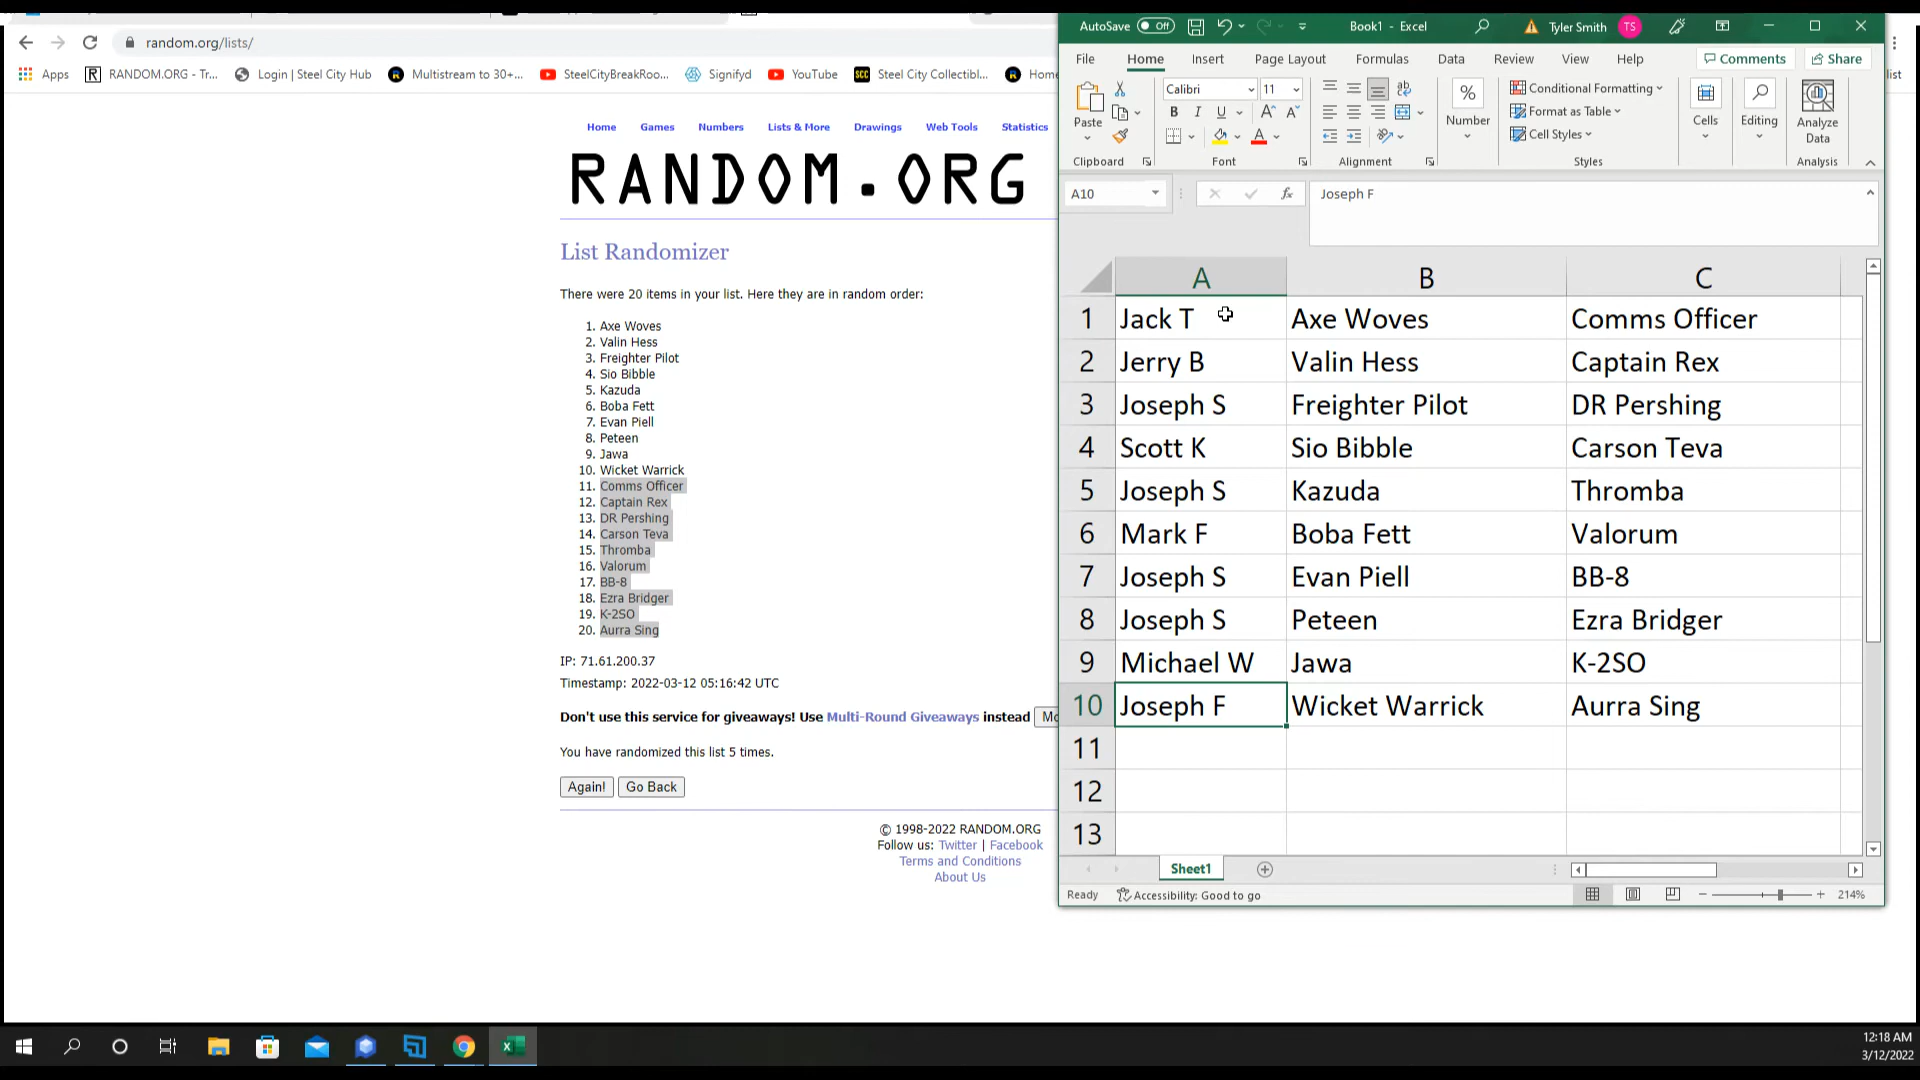 random.org/lists/
Apps RANDOM.ORG - Tr... Login | Steel City Hub Multistream to 30+... SteelCityBreakRoo... Signifyd YouTube Steel City Collectibl... Home
Home Games Numbers Lists & More Drawings Web Tools Statistics
RANDOM.ORG
List Randomizer
There were 20 items in your list. Here they are in random order:
1. Axe Woves
2. Valin Hess
3. Freighter Pilot
4. Sio Bibble
5. Kazuda
6. Boba Fett
7. Evan Piell
8. Peteen
9. Jawa
10. Wicket Warrick
11. Comms Officer
12. Captain Rex
13. DR Pershing
14. Carson Teva
15. Thromba
16. Valorum
17. BB-8
18. Ezra Bridger
19. K-2SO
20. Aurra Sing
IP: 71.61.200.37
Timestamp: 2022-03-12 05:16:42 UTC
Don't use this service for giveaways! Use Multi-Round Giveaways instead
You have randomized this list 5 times.
Again! Go Back
© 1998-2022 RANDOM.ORG
Follow us: Twitter | Facebook
Terms and Conditions
About Us
AutoSave Off Book1 - Excel Tyler Smith TS
File Home Insert Page Layout Formulas Data Review View Help Comments Share
Paste Calibri 11 B I U A A A Number Conditional Formatting Format as Table Cell Styles Cells Editing Analyze Data
Clipboard Font Alignment Styles Analysis
A10 fx Joseph F
A B C
1 Jack T Axe Woves Comms Officer
2 Jerry B Valin Hess Captain Rex
3 Joseph S Freighter Pilot DR Pershing
4 Scott K Sio Bibble Carson Teva
5 Joseph S Kazuda Thromba
6 Mark F Boba Fett Valorum
7 Joseph S Evan Piell BB-8
8 Joseph S Peteen Ezra Bridger
9 Michael W Jawa K-2SO
10 Joseph F Wicket Warrick Aurra Sing
11
12
13
Sheet1
Ready Accessibility: Good to go 214%
12:18 AM
3/12/2022